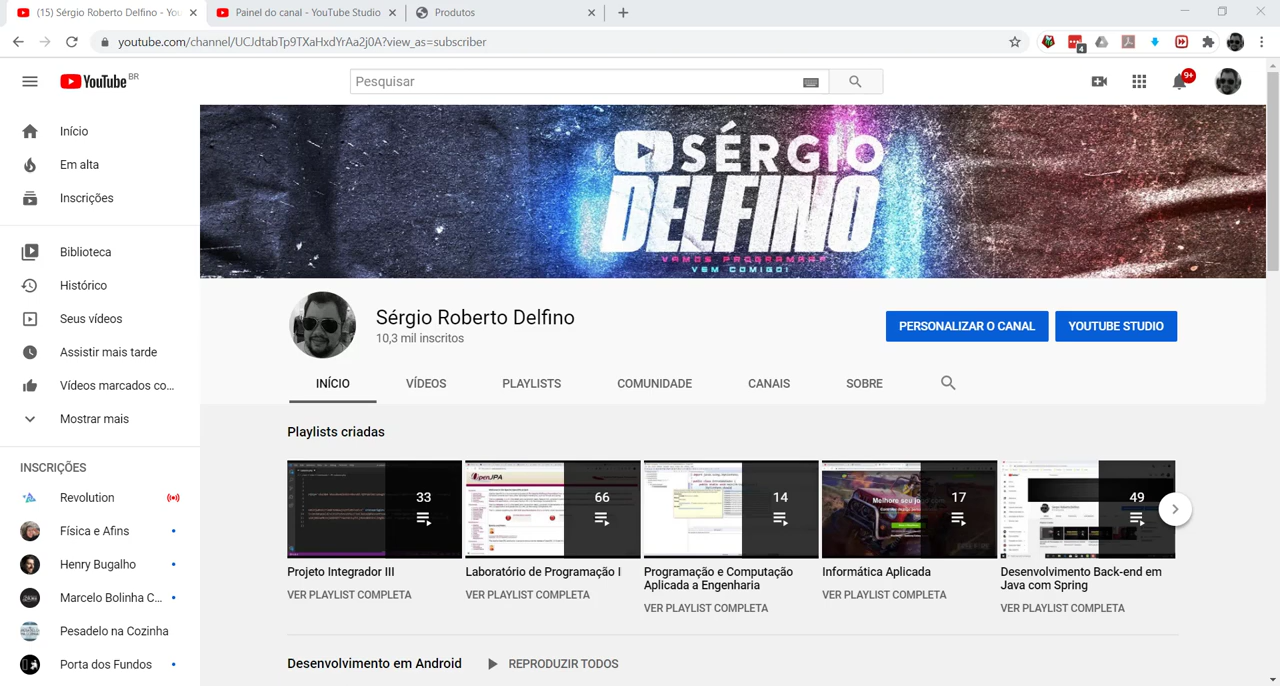 (15) Sérgio Roberto Delfino - You
Painel do canal - YouTube Studio
Produtos
youtube.com/channel/UCJdtabTp9TXaHxdYrAa2j0A?view_as=subscriber
4
YouTube BR
Pesquisar
9+
Início
Em alta
Inscrições
Biblioteca
Histórico
Seus vídeos
Assistir mais tarde
Vídeos marcados co...
Mostrar mais
INSCRIÇÕES
Revolution
Física e Afins
Henry Bugalho
Marcelo Bolinha C...
Pesadelo na Cozinha
Porta dos Fundos
SÉRGIO
DELFINO
VAMOS PROGRAMAR?
VEM COMIGO!
Sérgio Roberto Delfino
10,3 mil inscritos
PERSONALIZAR O CANAL
YOUTUBE STUDIO
INÍCIO
VÍDEOS
PLAYLISTS
COMUNIDADE
CANAIS
SOBRE
Playlists criadas
33
Projeto Integrador III
VER PLAYLIST COMPLETA
OpenJPA
66
Laboratório de Programação I
VER PLAYLIST COMPLETA
14
Programação e Computação
Aplicada a Engenharia
VER PLAYLIST COMPLETA
Melhore seu jogo com
17
Informática Aplicada
VER PLAYLIST COMPLETA
49
Desenvolvimento Back-end em
Java com Spring
VER PLAYLIST COMPLETA
Desenvolvimento em Android
REPRODUZIR TODOS